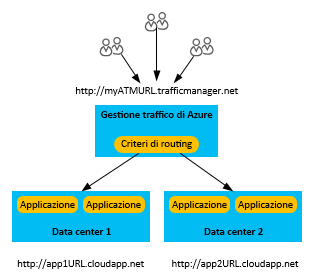 http://myATMURL.trafficmanager.net
Gestione traffico di Azure
Criteri di routing
Applicazione Applicazione Applicazione Applicazione
Data center 1 Data center 2
http://app1URL.cloudapp.net http://app2URL.cloudapp.net